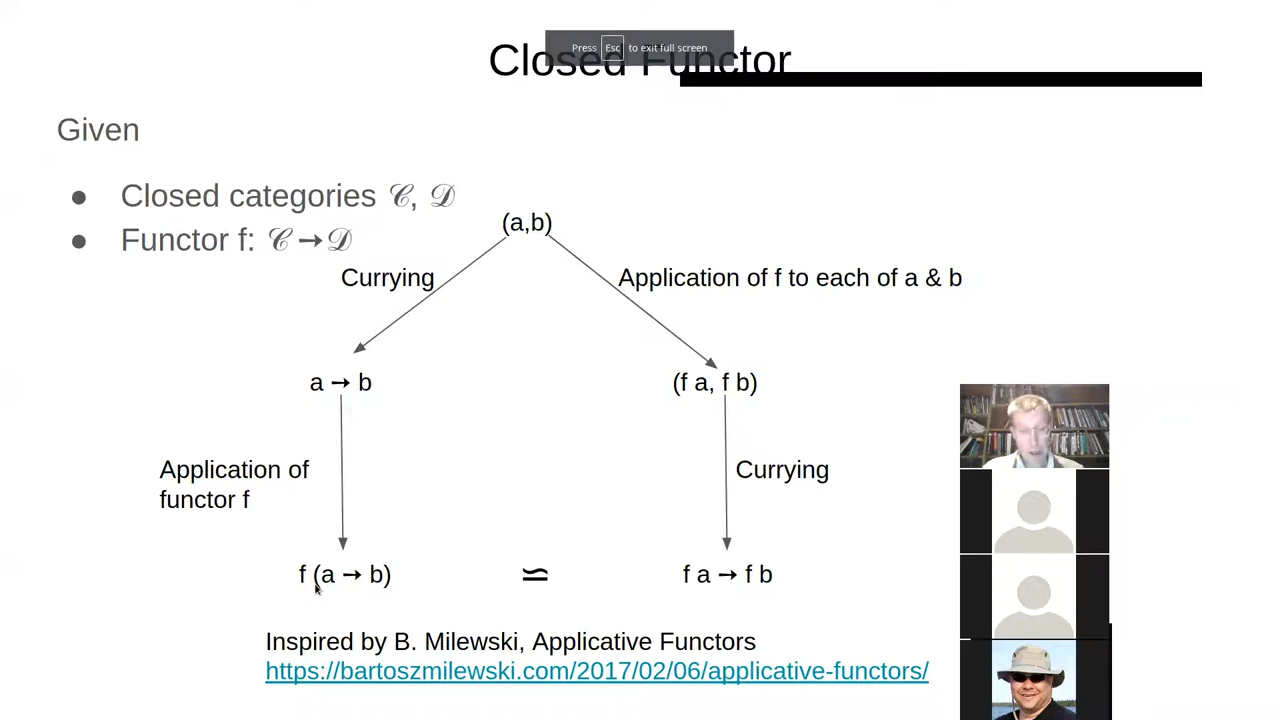 Press Esc to exit full screen
Closed Functor
Given
● Closed categories 𝒞, 𝒟
● Functor f: 𝒞 → 𝒟
(a,b)
Currying
Application of f to each of a & b
a → b
(f a, f b)
Application of
functor f
Currying
f (a → b)
≌
f a → f b
Inspired by B. Milewski, Applicative Functors
https://bartoszmilewski.com/2017/02/06/applicative-functors/